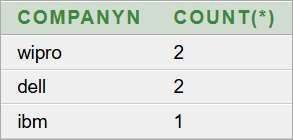 COMPANYN COUNT(*)
wipro 2
dell 2
ibm 1